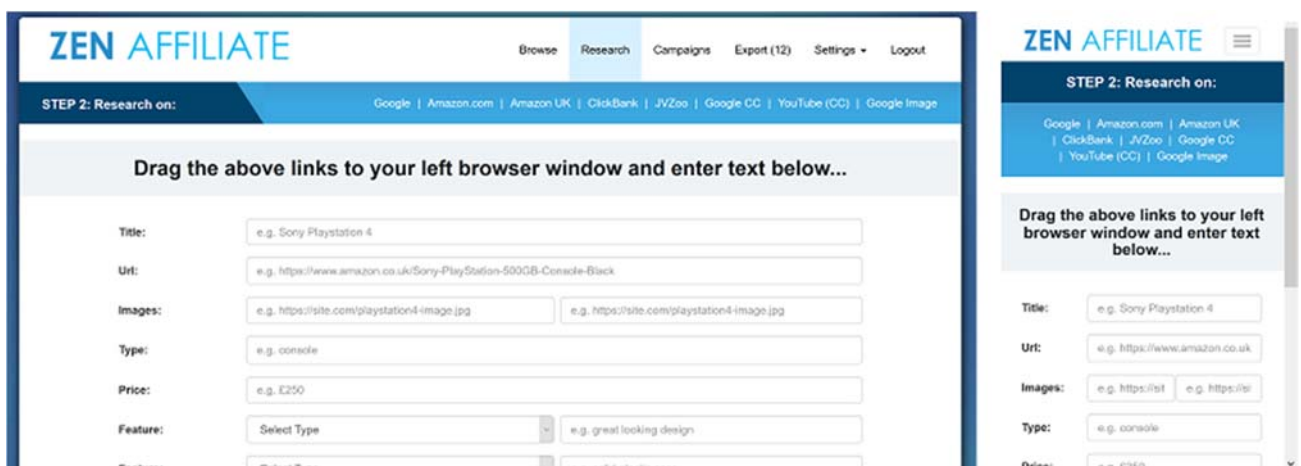 ZEN AFFILIATE
Browse Research Campaigns Export (12) Settings Logout
STEP 2: Research on:
Google | Amazon.com | Amazon UK | ClickBank | JVZoo | Google CC | YouTube (CC) | Google Image
Drag the above links to your left browser window and enter text below...
Title: e.g. Sony Playstation 4
Url: e.g. https://www.amazon.co.uk/Sony-PlayStation-500GB-Console-Black
Images: e.g. https://site.com/playstation4-image.jpg e.g. https://site.com/playstation4-image.jpg
Type: e.g. console
Price: e.g. £250
Feature: Select Type e.g. great looking design
ZEN AFFILIATE
STEP 2: Research on:
Google | Amazon.com | Amazon UK
| ClickBank | JVZoo | Google CC
| YouTube (CC) | Google Image
Drag the above links to your left
browser window and enter text
below...
Title: e.g. Sony Playstation 4
Url: e.g. https://www.amazon.co.uk
Images: e.g. https://sit e.g. https://si
Type: e.g. console
Price: e.g. £250